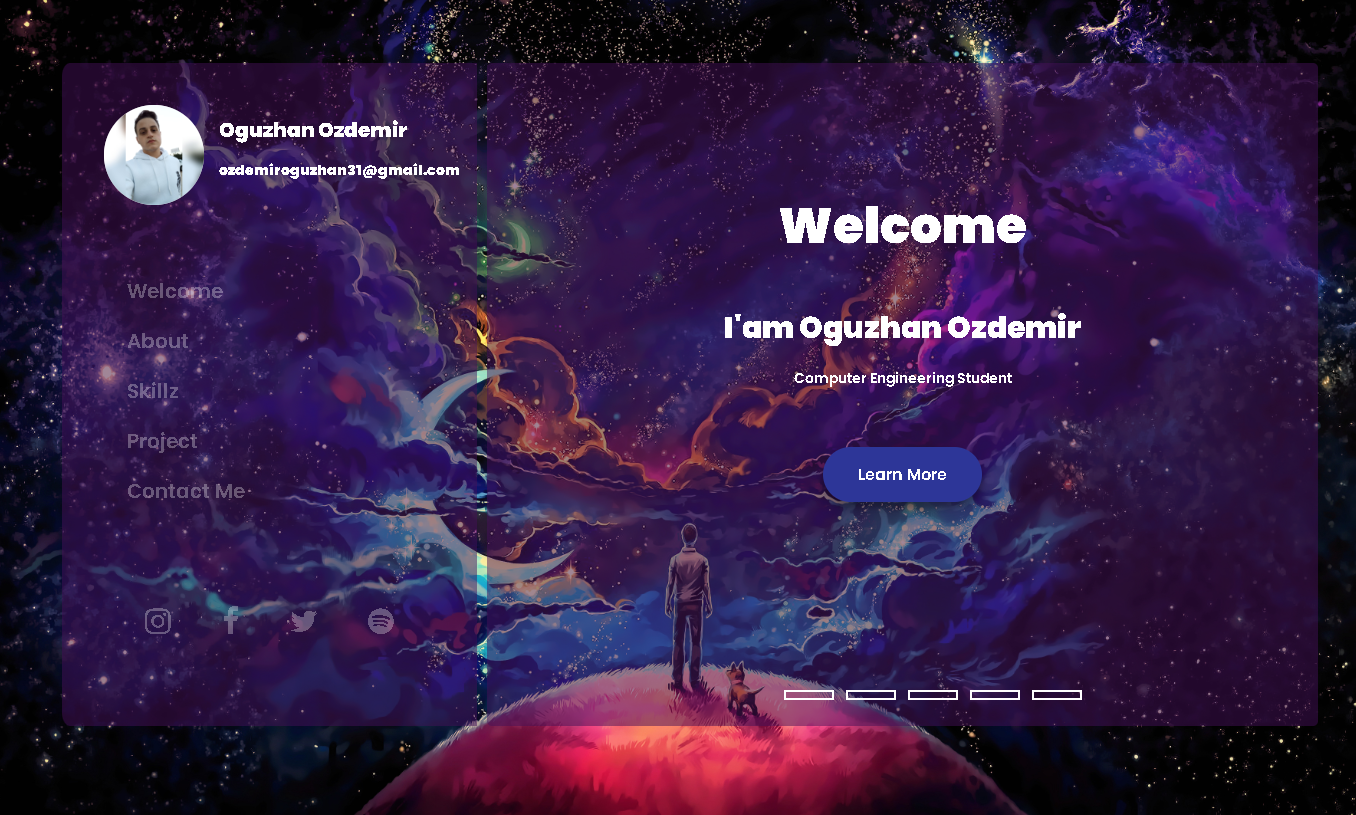 Oguzhan Ozdemir
ozdemiroguzhan31@gmail.com
Welcome
About
Skillz
Project
Contact Me
Welcome
I'am Oguzhan Ozdemir
Computer Engineering Student
Learn More